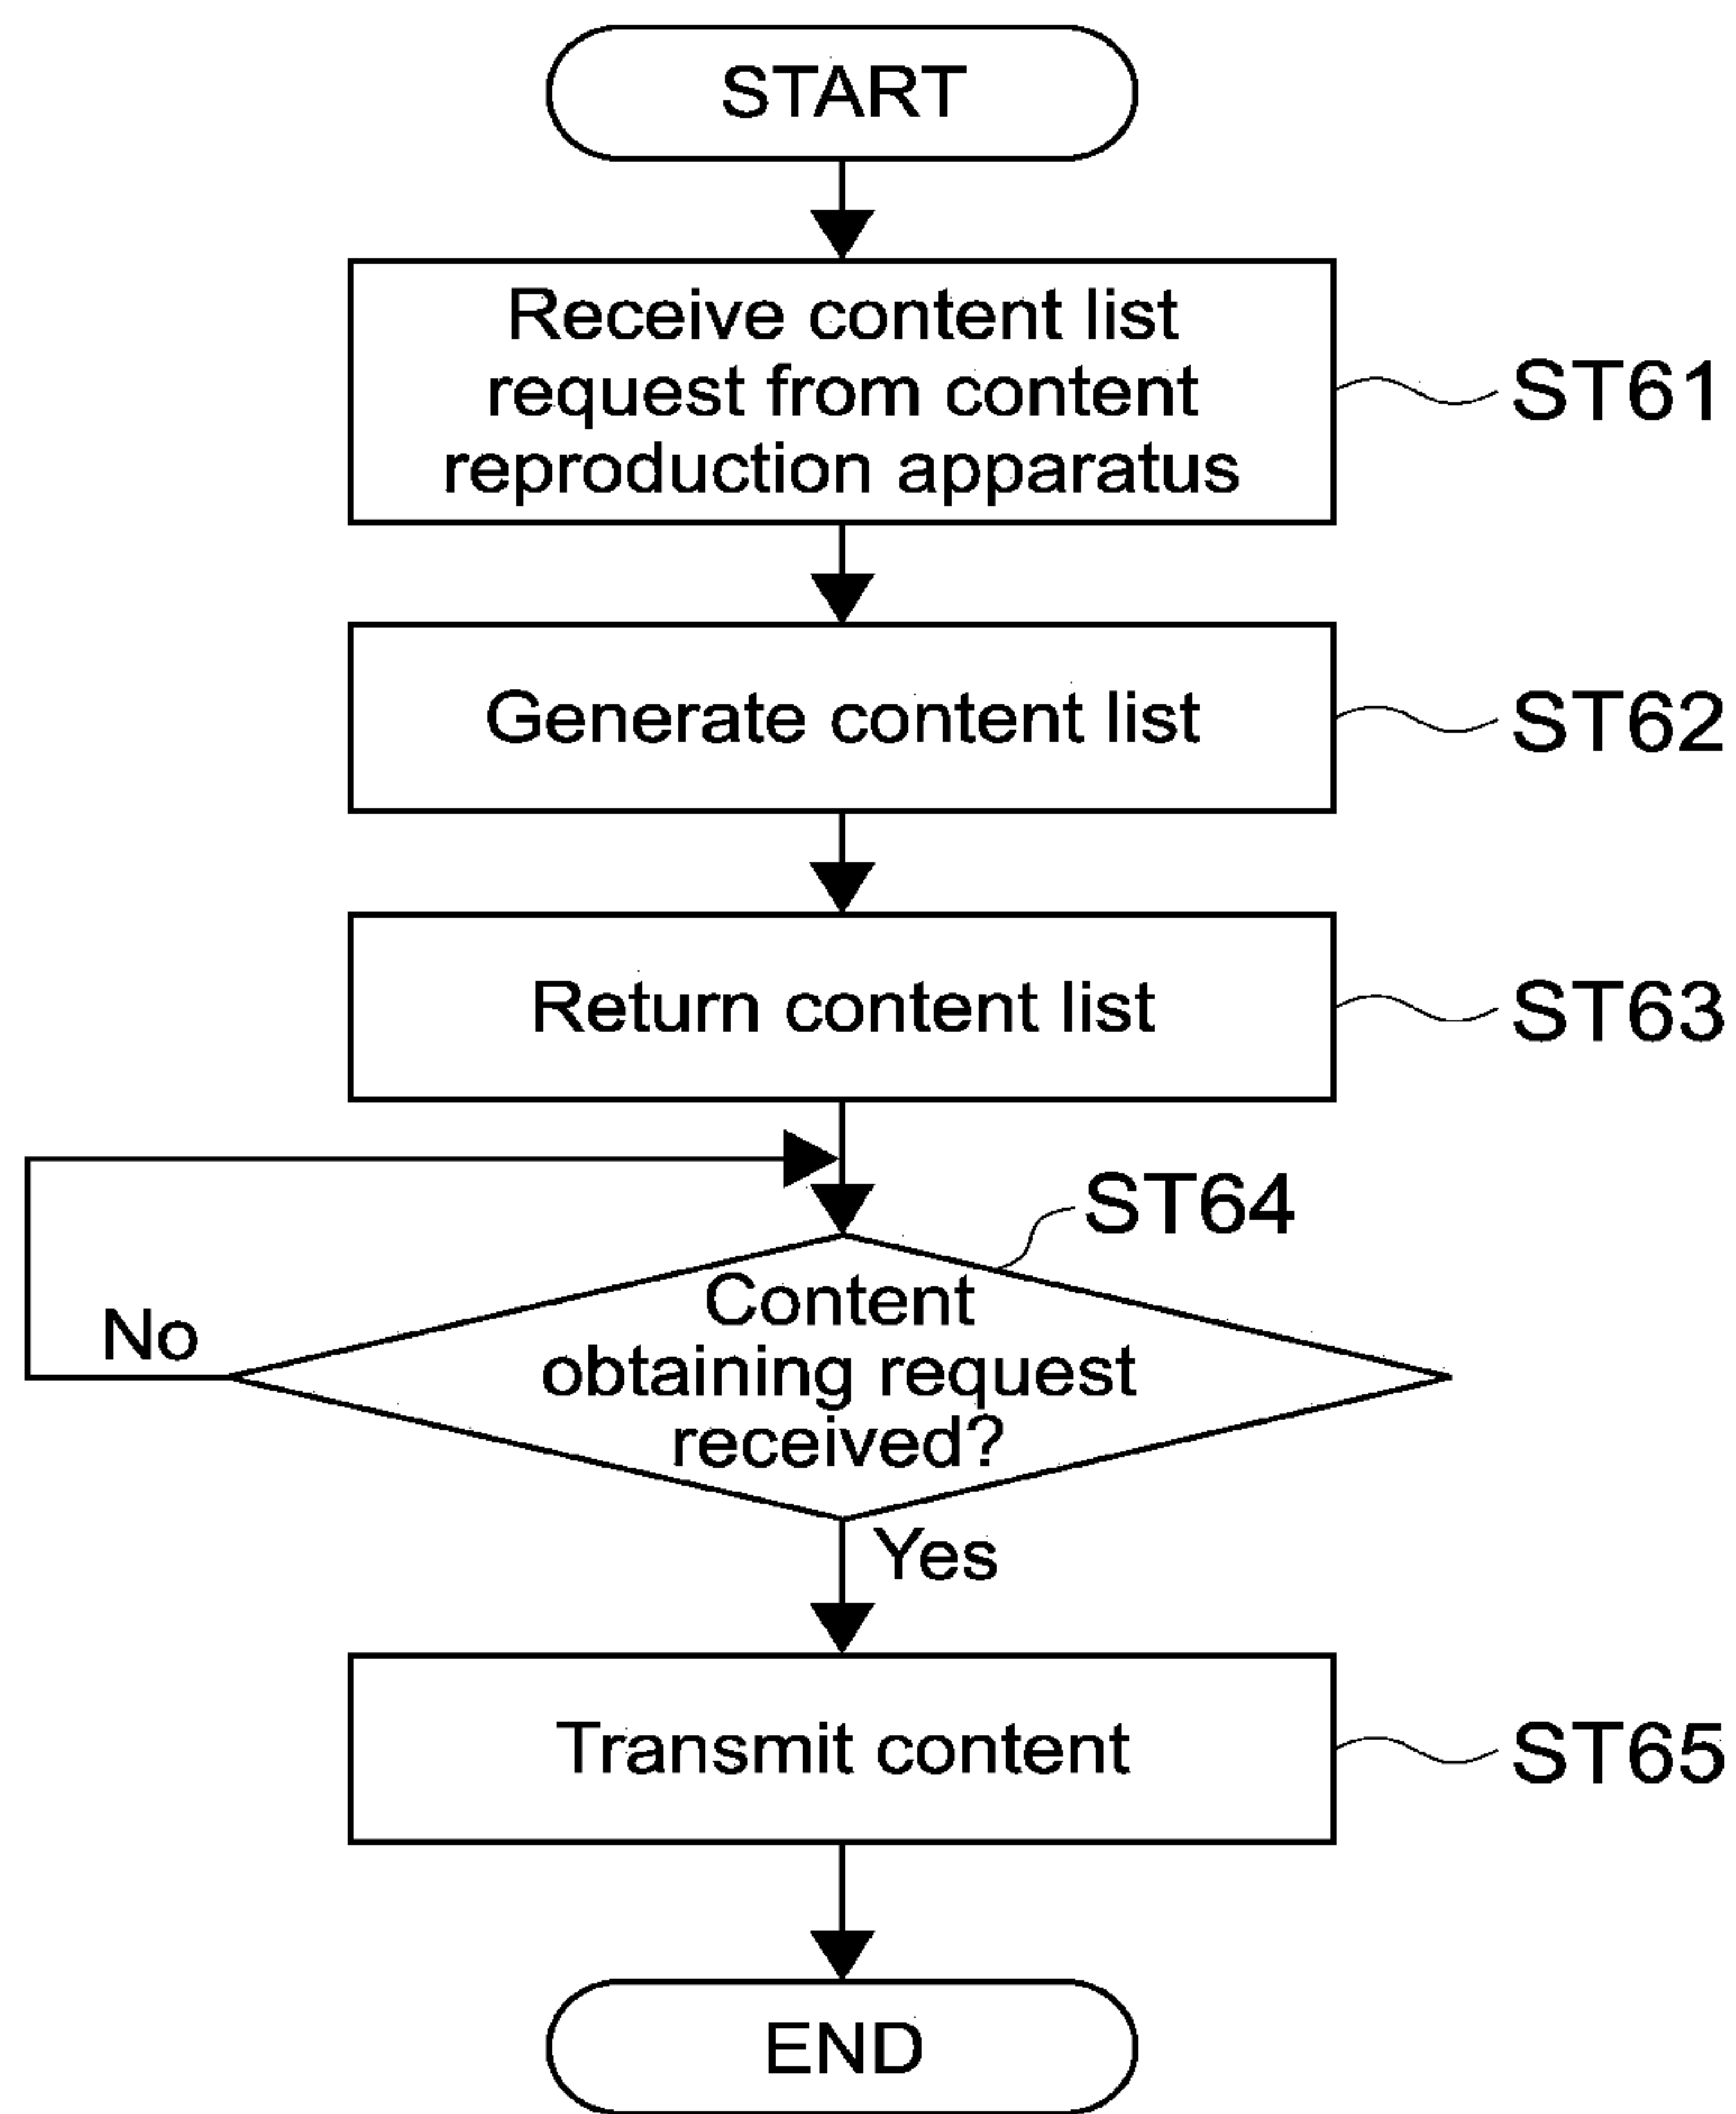 START
Receive content list
request from content
reproduction apparatus
ST61
Generate content list
ST62
Return content list
ST63
ST64
Content
obtaining request
received?
No
Yes
Transmit content
ST65
END